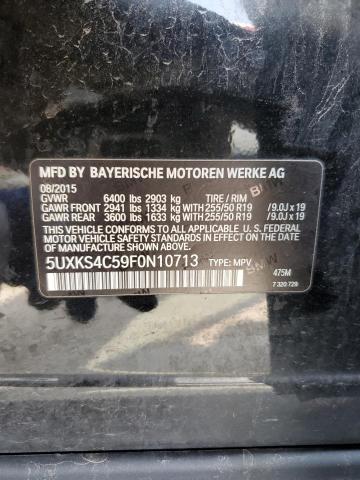 MFD BY BAYERISCHE MOTOREN WERKE AG
08/2015
GVWR 6400 lbs 2903 kg TIRE / RIM
GAWR FRONT 2941 lbs 1334 kg WITH 255/50 R19 /9.0J x 19
GAWR REAR 3600 lbs 1633 kg WITH 255/50 R19 /9.0J x 19
THIS VEHICLE CONFORMS TO ALL APPLICABLE U.S. FEDERAL
MOTOR VEHICLE SAFETY STANDARDS IN EFFECT ON THE
DATE OF MANUFACTURE SHOWN ABOVE.
5UXKS4C59F0N10713 TYPE: MPV 475M
7 320 729
BMW